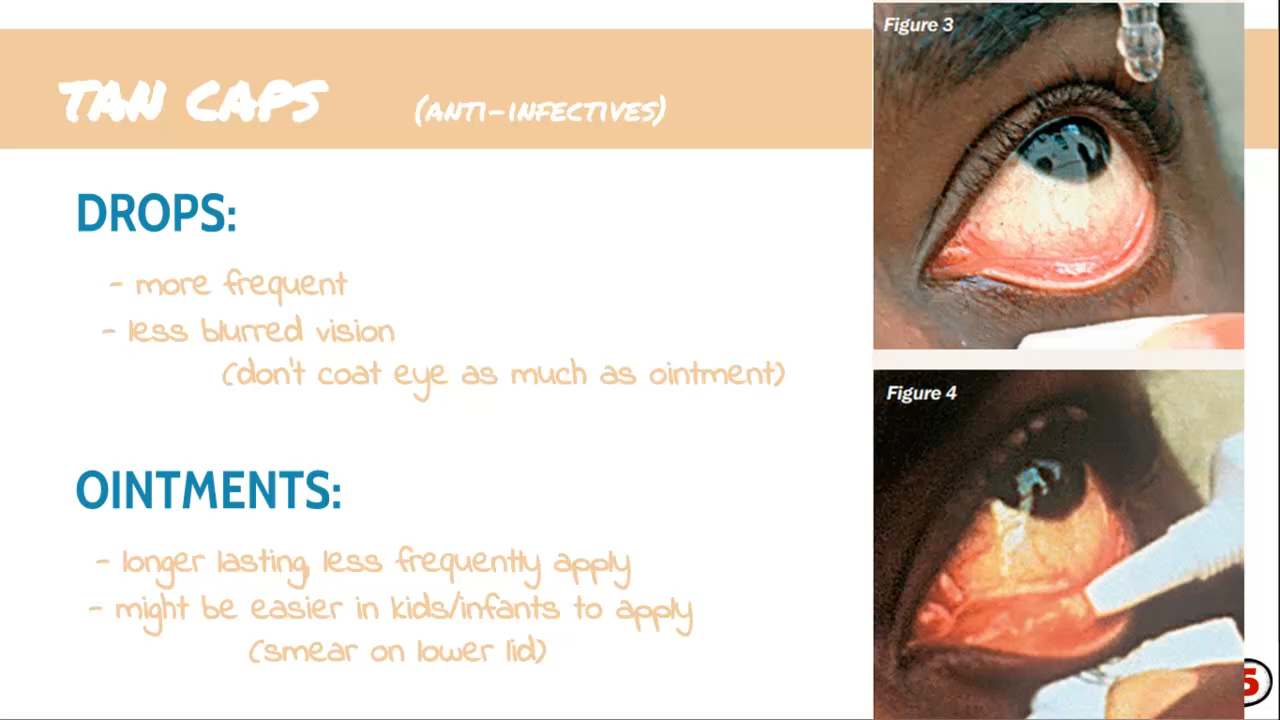 TAN CAPS (ANTI-INFECTIVES)
DROPS:
- more frequent
- less blurred vision
(don't coat eye as much as ointment)
OINTMENTS:
- longer lasting, less frequently apply
- might be easier in kids/infants to apply
(smear on lower lid)
Figure 3
Figure 4
5